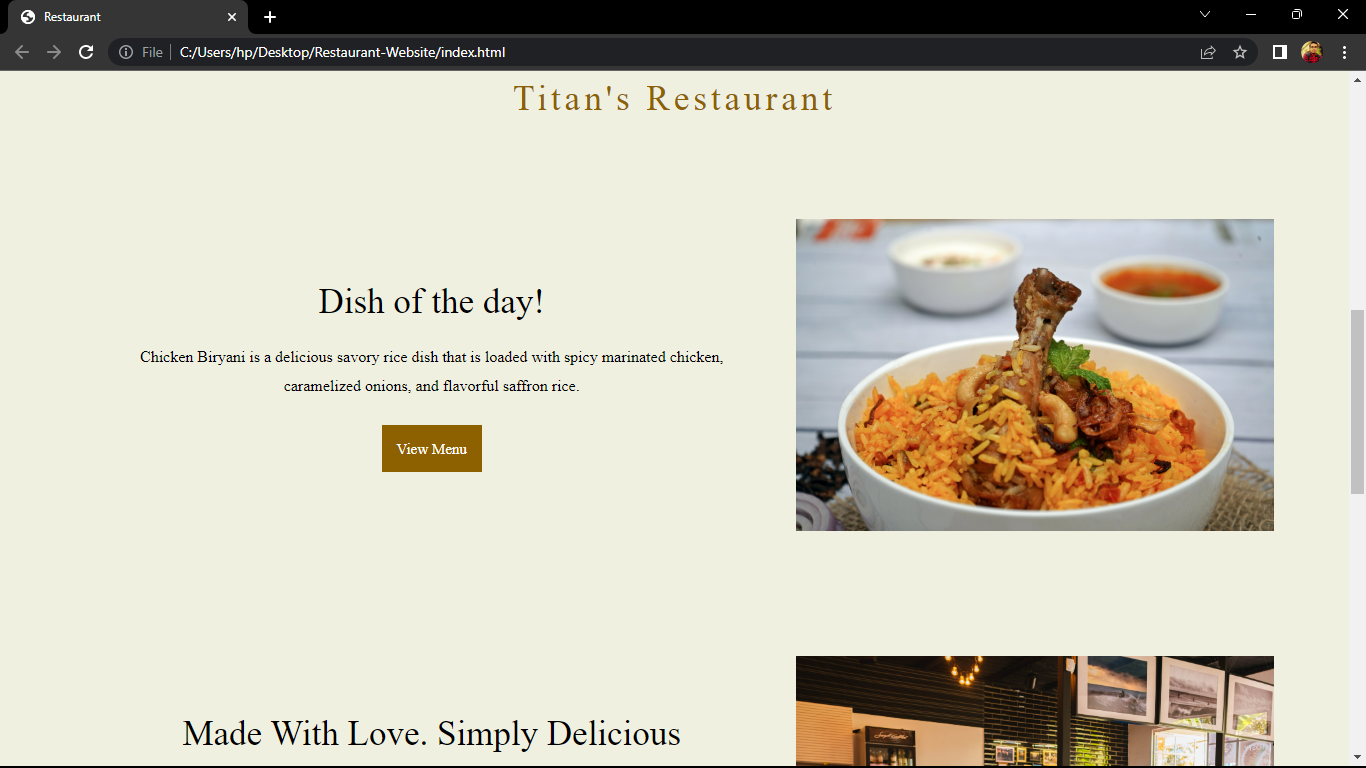 Restaurant
File
C:/Users/hp/Desktop/Restaurant-Website/index.html
Titan's Restaurant
Dish of the day!
Chicken Biryani is a delicious savory rice dish that is loaded with spicy marinated chicken,
caramelized onions, and flavorful saffron rice.
View Menu
Made With Love. Simply Delicious